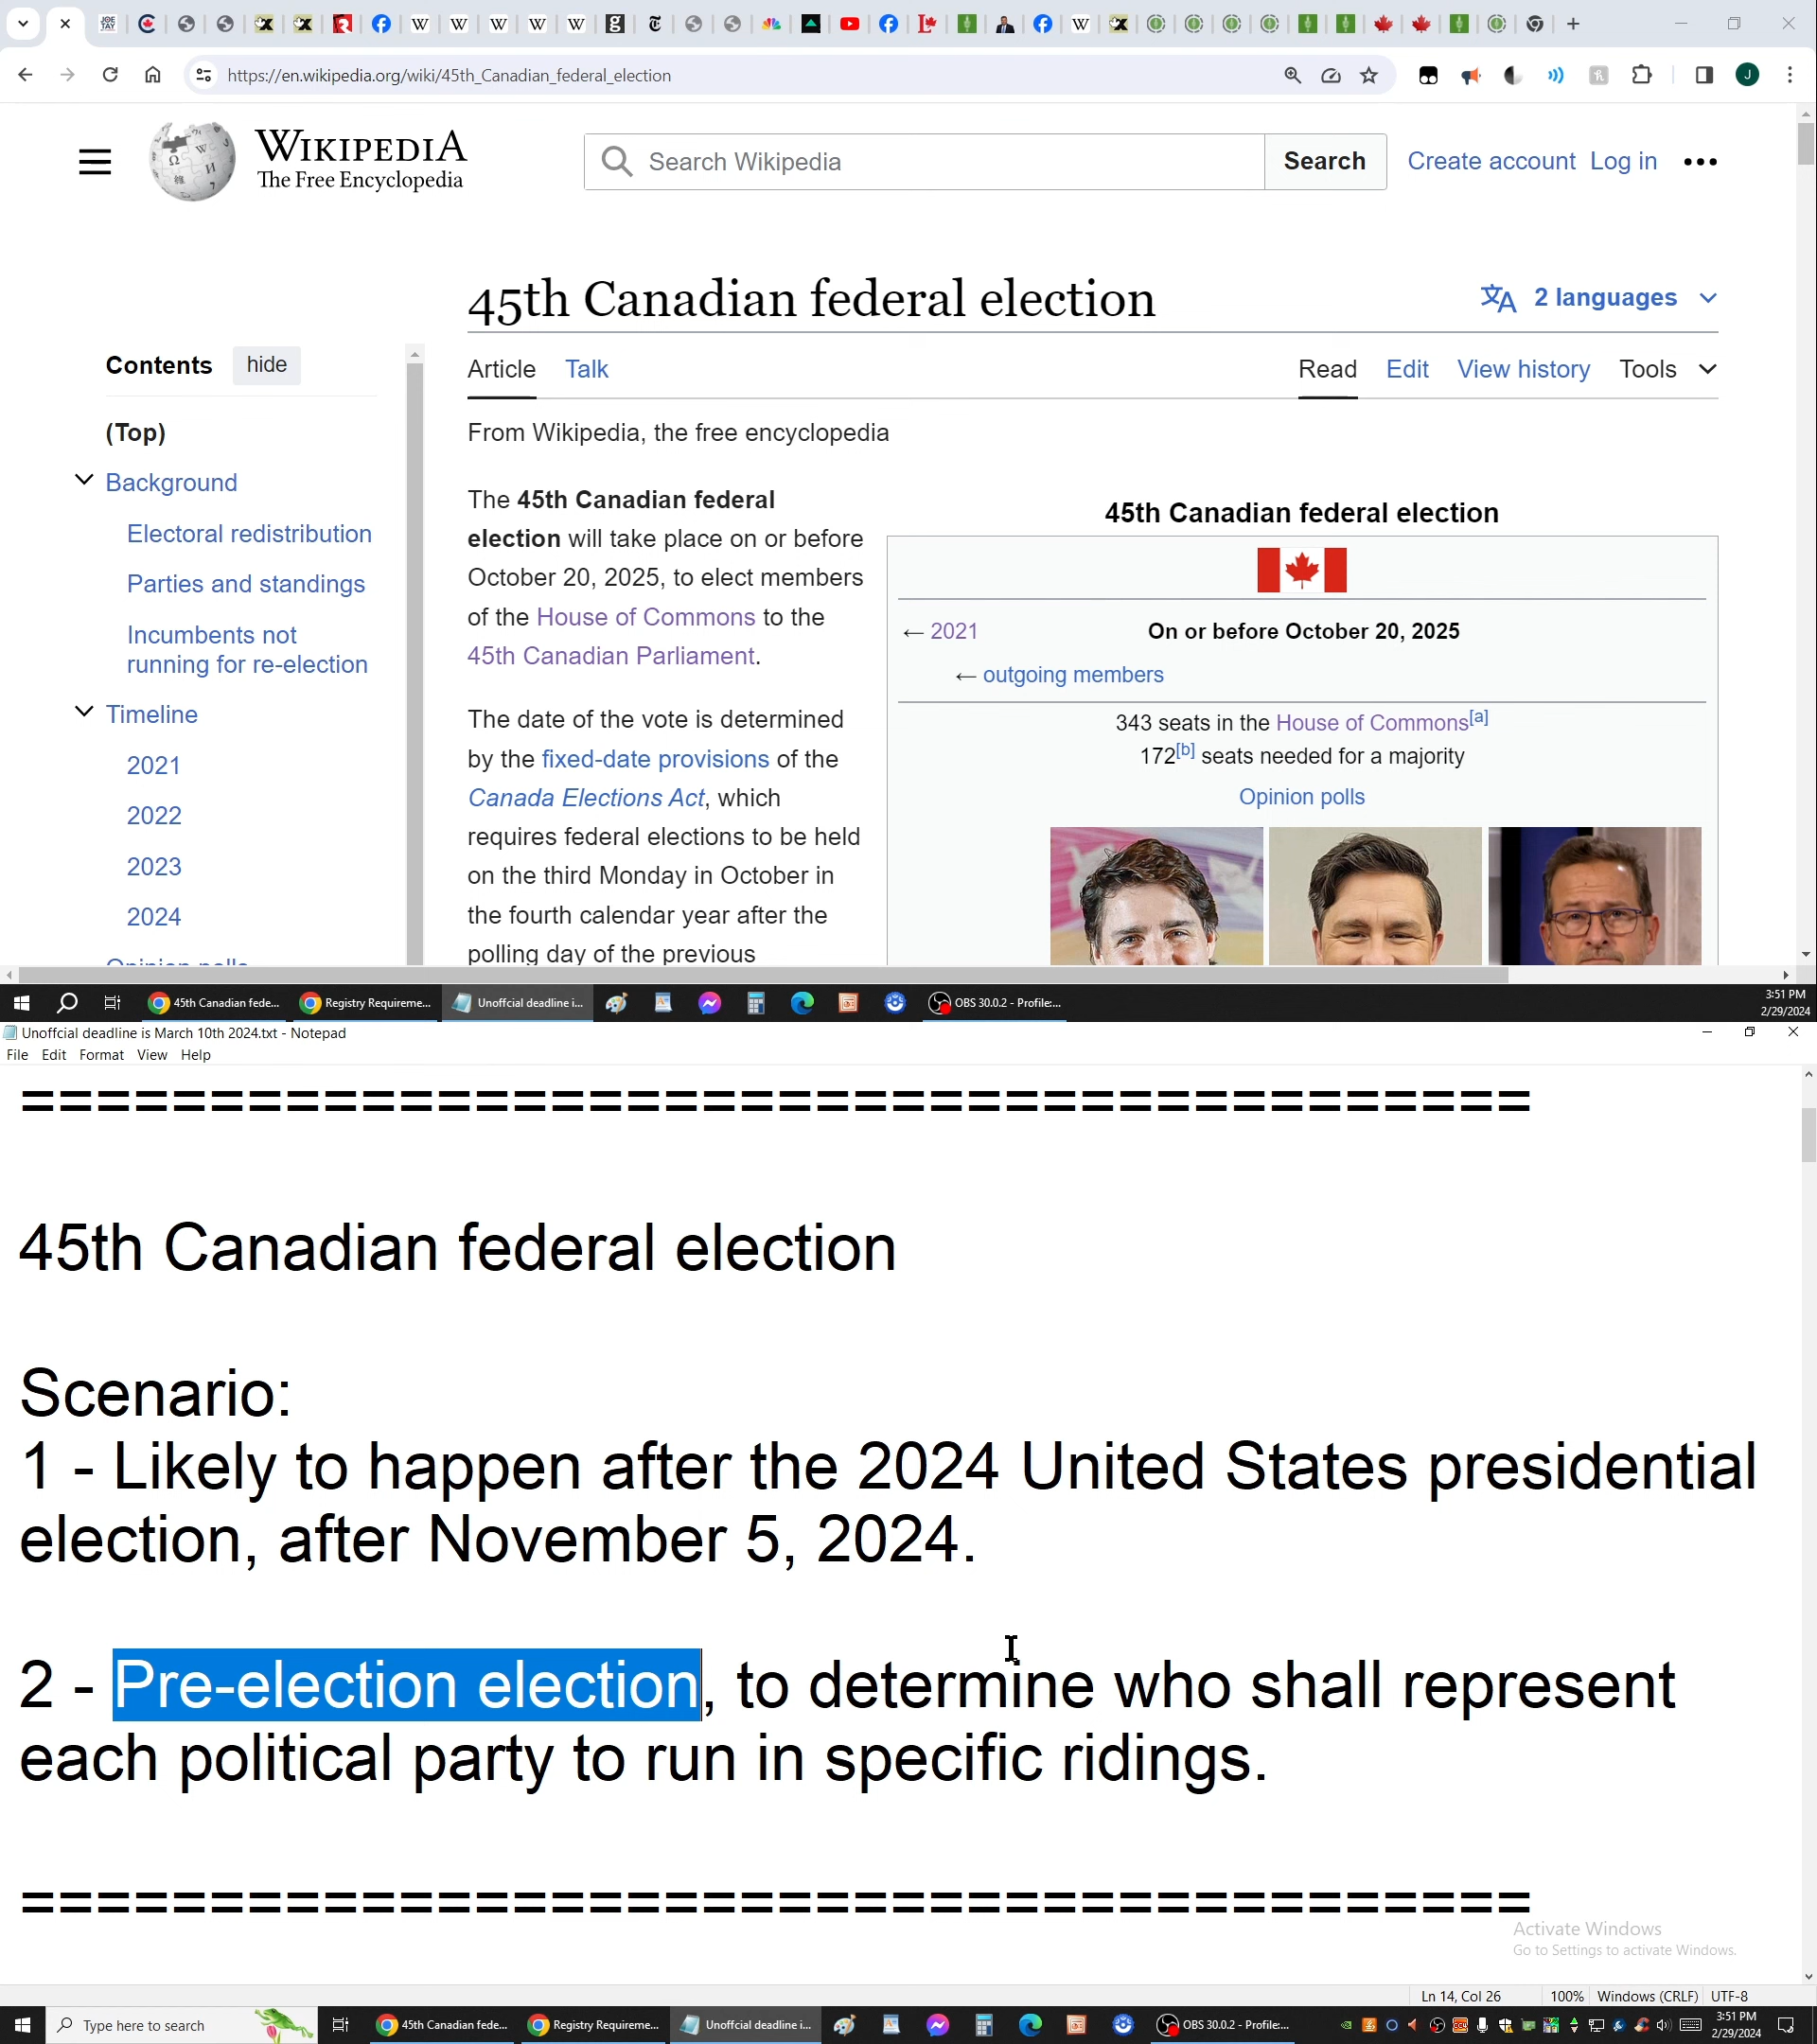 https://en.wikipedia.org/wiki/45th_Canadian_federal_election
J
WIKIPEDIA
The Free Encyclopedia
Search Wikipedia
Search
Create account Log in
45th Canadian federal election
2 languages
Contents hide
Article Talk
Read Edit View history Tools
(Top)
From Wikipedia, the free encyclopedia
Background
Electoral redistribution
Parties and standings
Incumbents not
running for re-election
Timeline
2021
2022
2023
2024
The 45th Canadian federal
election will take place on or before
October 20, 2025, to elect members
of the House of Commons to the
45th Canadian Parliament.
The date of the vote is determined
by the fixed-date provisions of the
Canada Elections Act, which
requires federal elections to be held
on the third Monday in October in
the fourth calendar year after the
polling day of the previous
45th Canadian federal election
← 2021 On or before October 20, 2025
← outgoing members
343 seats in the House of Commons[a]
172[b] seats needed for a majority
Opinion polls
Opinion polls
45th Canadian fede... Registry Requireme... Unoffcial deadline i... OBS 30.0.2 - Profile:...
3:51 PM
2/29/2024
Unoffcial deadline is March 10th 2024.txt - Notepad
File Edit Format View Help
========================================
45th Canadian federal election
Scenario:
1 - Likely to happen after the 2024 United States presidential
election, after November 5, 2024.
2 - Pre-election election, to determine who shall represent
each political party to run in specific ridings.
========================================
Activate Windows
Go to Settings to activate Windows.
Ln 14, Col 26 100% Windows (CRLF) UTF-8
Type here to search 45th Canadian fede... Registry Requireme... Unoffcial deadline i... OBS 30.0.2 - Profile:...
3:51 PM
2/29/2024